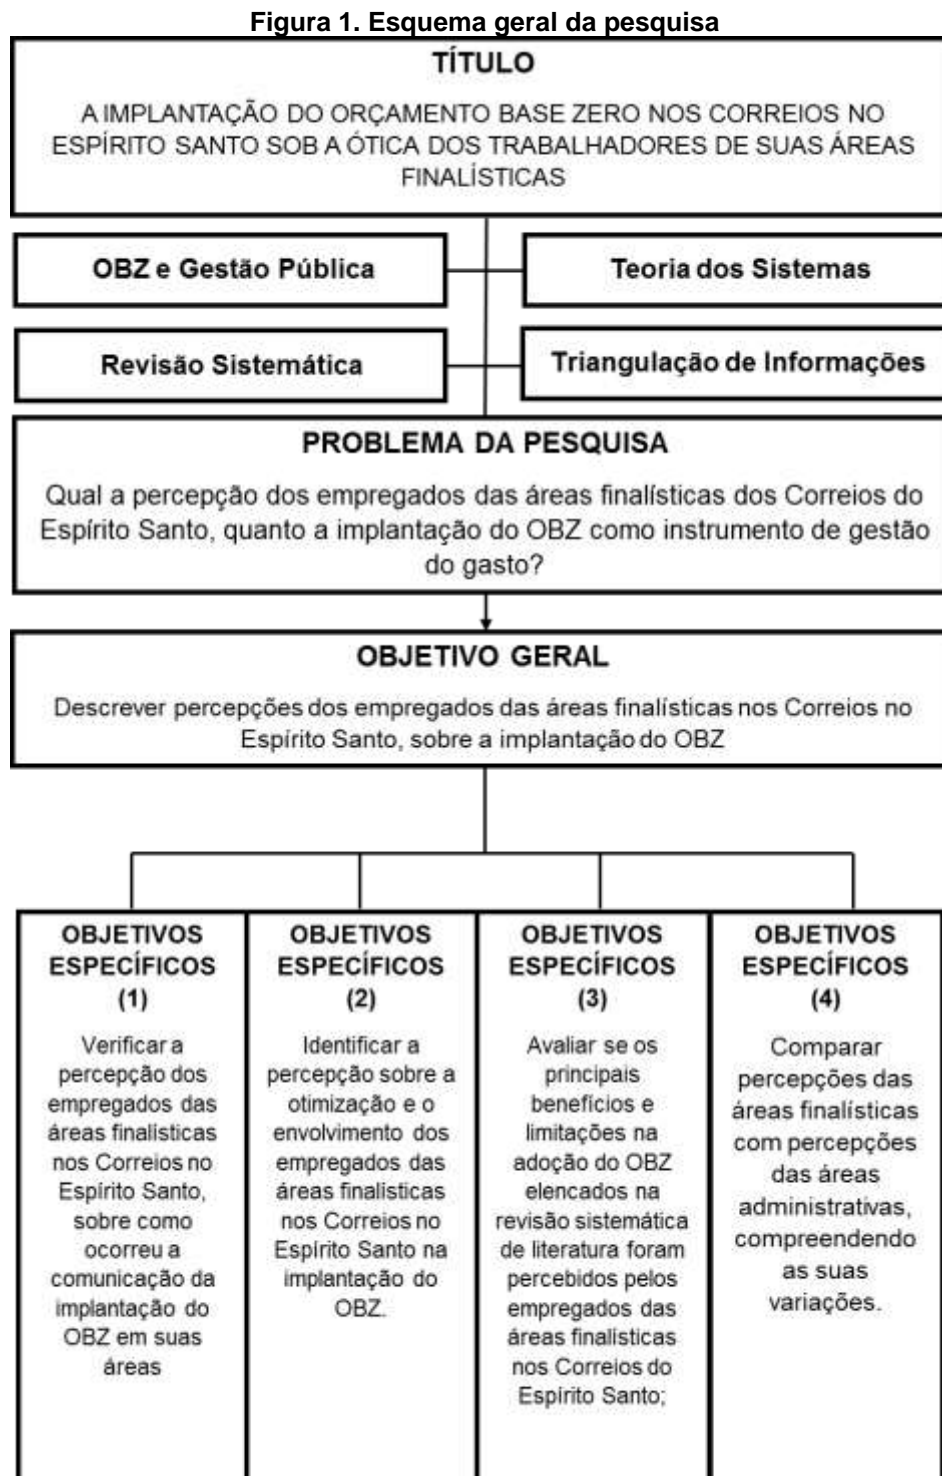 Figura 1. Esquema geral da pesquisa
TÍTULO
A IMPLANTAÇÃO DO ORÇAMENTO BASE ZERO NOS CORREIOS NO
ESPÍRITO SANTO SOB A ÓTICA DOS TRABALHADORES DE SUAS ÁREAS
FINALÍSTICAS
OBZ e Gestão Pública
Teoria dos Sistemas
Revisão Sistemática
Triangulação de Informações
PROBLEMA DA PESQUISA
Qual a percepção dos empregados das áreas finalísticas dos Correios do
Espírito Santo, quanto a implantação do OBZ como instrumento de gestão
do gasto?
OBJETIVO GERAL
Descrever percepções dos empregados das áreas finalísticas nos Correios no
Espírito Santo, sobre a implantação do OBZ
OBJETIVOS
ESPECÍFICOS
(1)
Verificar a
percepção dos
empregados das
áreas finalísticas
nos Correios no
Espírito Santo,
sobre como
ocorreu a
comunicação da
implantação do
OBZ em suas
áreas
OBJETIVOS
ESPECÍFICOS
(2)
Identificar a
percepção sobre a
otimização e o
envolvimento dos
empregados das
áreas finalísticas
nos Correios no
Espírito Santo na
implantação do
OBZ.
OBJETIVOS
ESPECÍFICOS
(3)
Avaliar se os
principais
benefícios e
limitações na
adoção do OBZ
elencados na
revisão sistemática
de literatura foram
percebidos pelos
empregados das
áreas finalísticas
nos Correios do
Espírito Santo;
OBJETIVOS
ESPECÍFICOS
(4)
Comparar
percepções das
áreas finalísticas
com percepções
das áreas
administrativas,
compreendendo
as suas
variações.